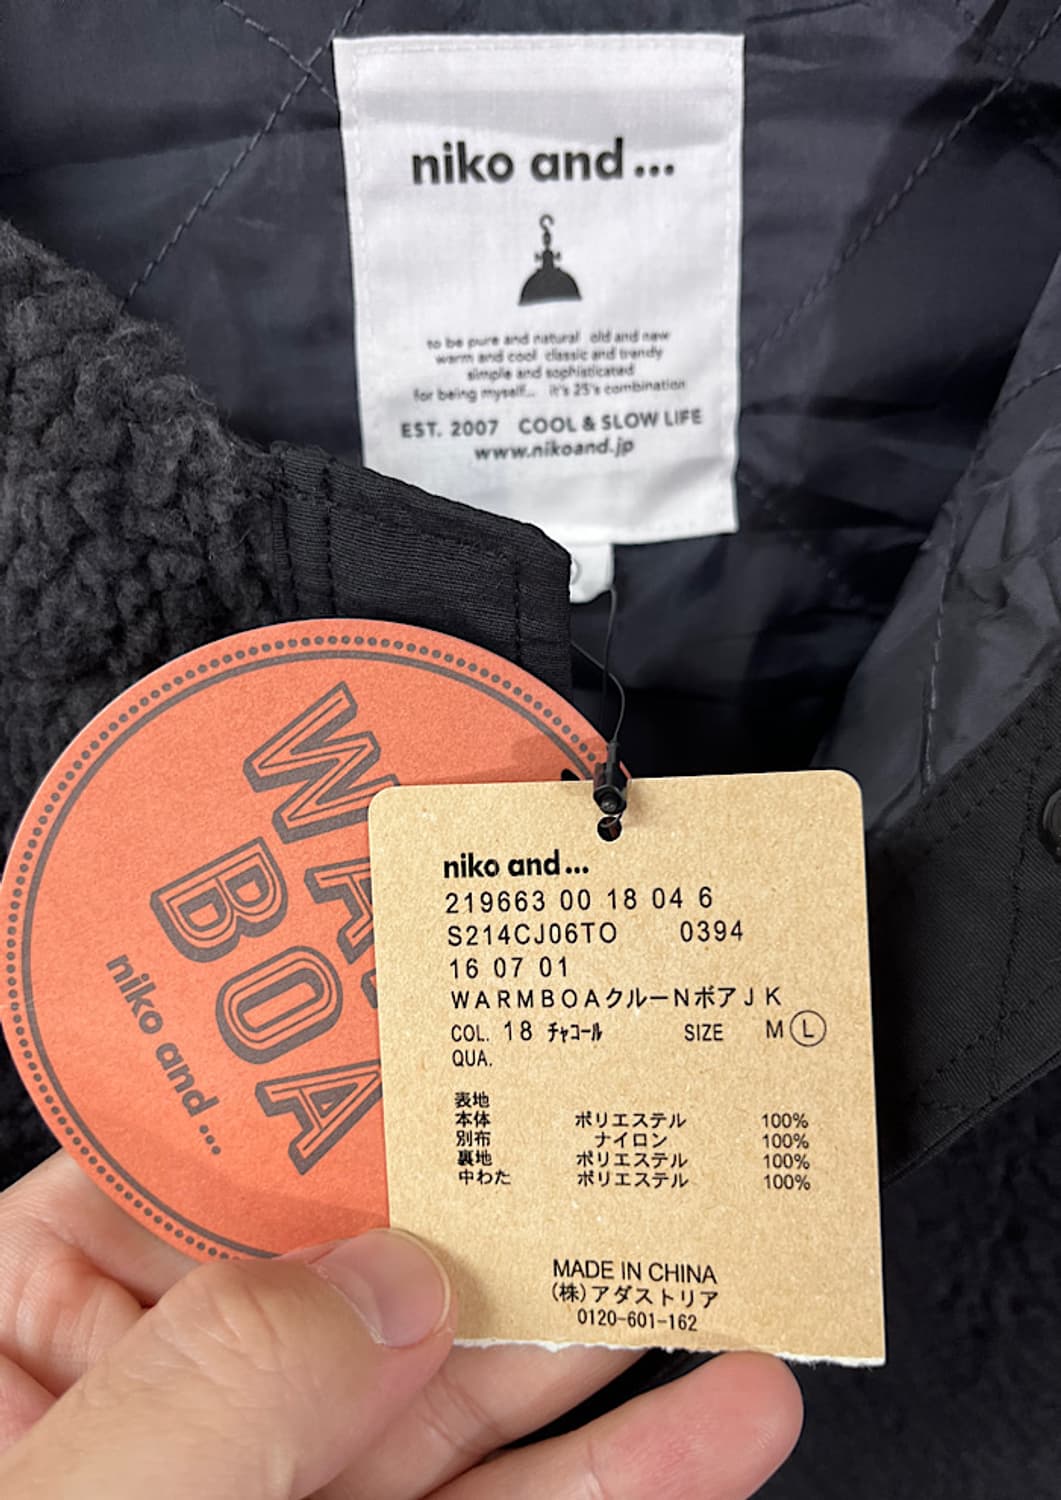 niko and...
to be pure and natural old and new
warm and cool classic and trendy
simple and sophisticated
for being myself... it's 25's combination
EST. 2007 COOL & SLOW LIFE
www.nikoand.jp
BOA
niko and ...
niko and...
219663 00 18 04 6
S214CJ06TO 0394
16 07 01
WARMBOAクルーNボアJK
COL. 18 チャコール SIZE M Ⓛ
QUA.
表地
本体 ポリエステル 100%
別布 ナイロン 100%
裏地 ポリエステル 100%
中わた ポリエステル 100%
MADE IN CHINA
(株)アダストリア
0120-601-162